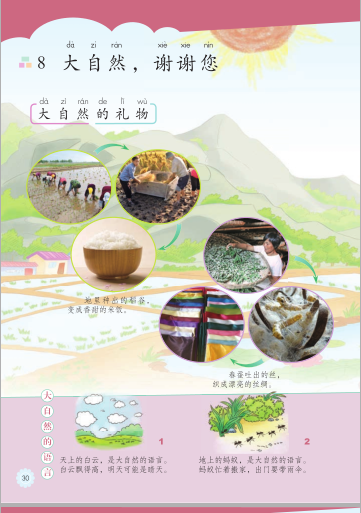 dà zì rán xiè xie nín
8 大自然，谢谢您
dà zì rán de lǐ wù
大自然的礼物
地里种出的稻谷，
变成香甜的米饭。
春蚕吐出的丝，
织成漂亮的丝绸。
大自然的语言
1
天上的白云，是大自然的语言。
白云飘得高，明天可能是晴天。
2
地上的蚂蚁，是大自然的语言。
蚂蚁忙着搬家，出门要带雨伞。
30